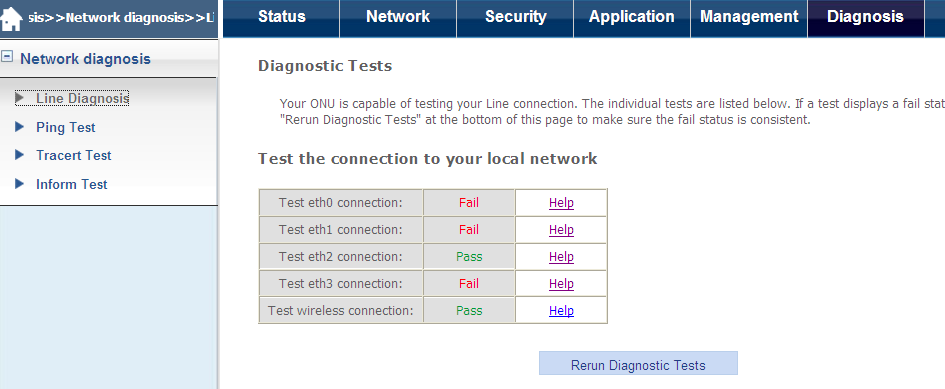 sis>>Network diagnosis>>Li
Status Network Security Application Management Diagnosis
Network diagnosis
Line Diagnosis
Ping Test
Tracert Test
Inform Test
Diagnostic Tests
Your ONU is capable of testing your Line connection. The individual tests are listed below. If a test displays a fail stat
"Rerun Diagnostic Tests" at the bottom of this page to make sure the fail status is consistent.
Test the connection to your local network
Test eth0 connection: Fail Help
Test eth1 connection: Fail Help
Test eth2 connection: Pass Help
Test eth3 connection: Fail Help
Test wireless connection: Pass Help
Rerun Diagnostic Tests